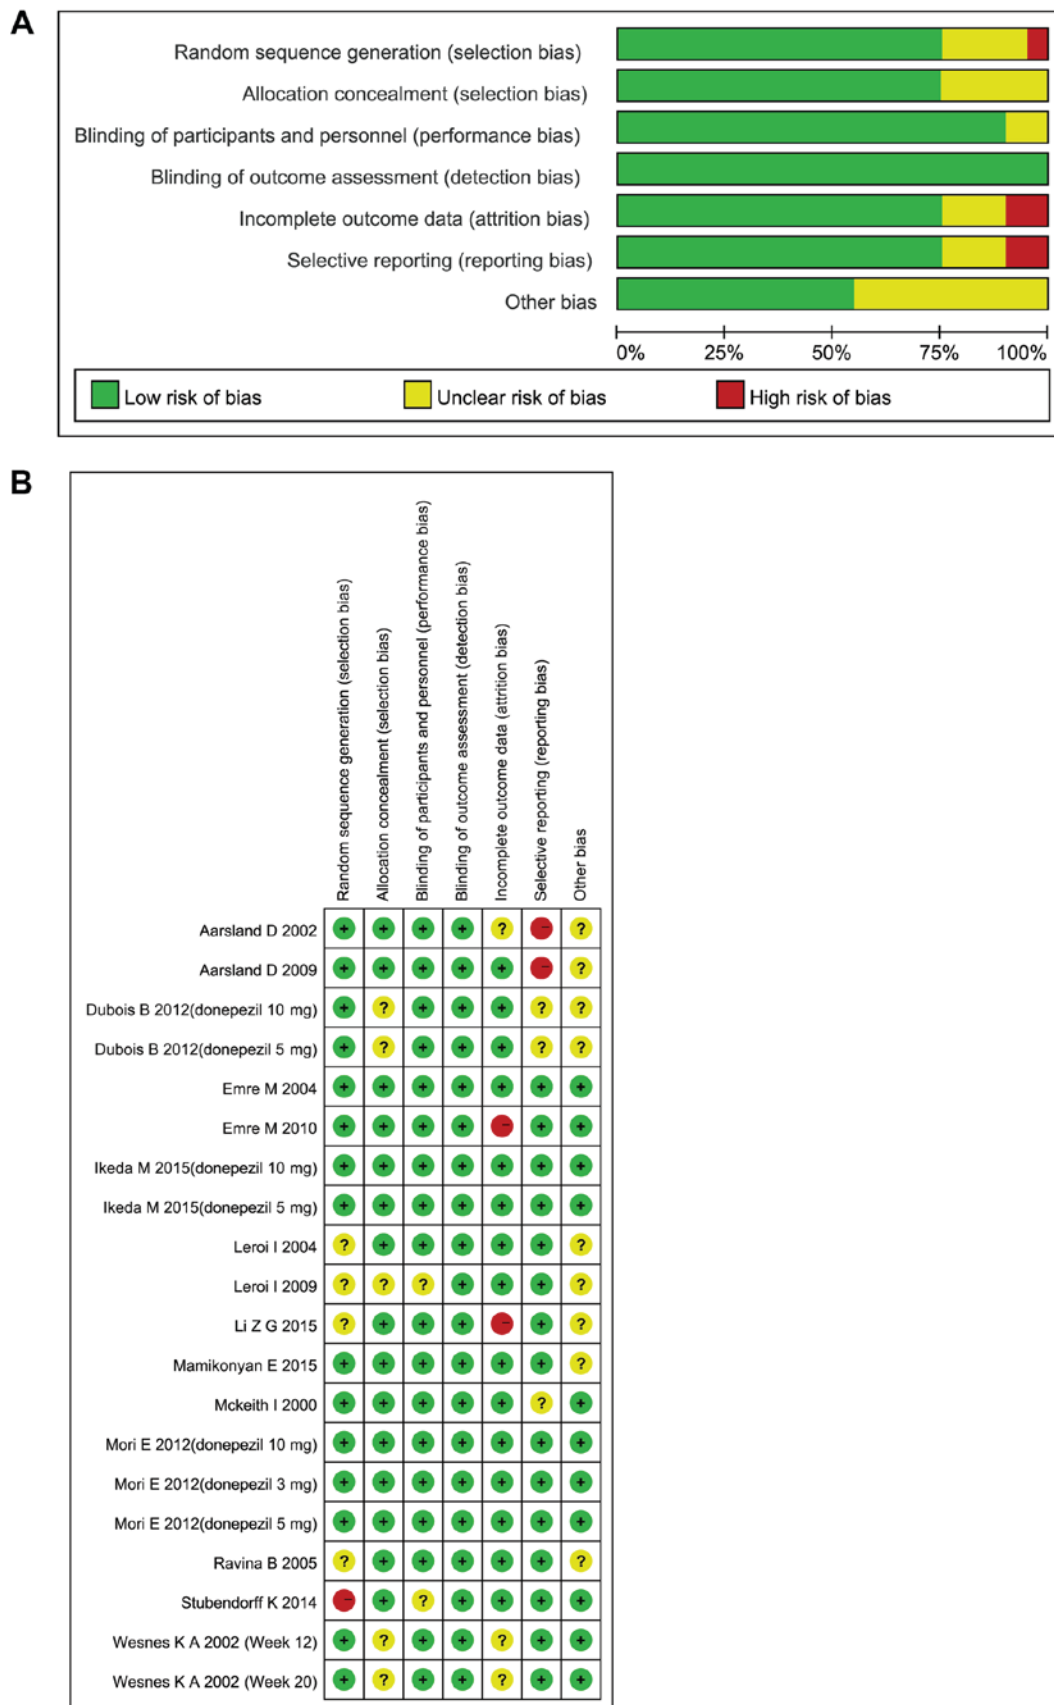 A
Random sequence generation (selection bias)
Allocation concealment (selection bias)
Blinding of participants and personnel (performance bias)
Blinding of outcome assessment (detection bias)
Incomplete outcome data (attrition bias)
Selective reporting (reporting bias)
Other bias
0% 25% 50% 75% 100%
Low risk of bias Unclear risk of bias High risk of bias
B
Random sequence generation (selection bias)
Allocation concealment (selection bias)
Blinding of participants and personnel (performance bias)
Blinding of outcome assessment (detection bias)
Incomplete outcome data (attrition bias)
Selective reporting (reporting bias)
Other bias
Aarsland D 2002 + + + + ? - ?
Aarsland D 2009 + + + + + - ?
Dubois B 2012(donepezil 10 mg) + ? + + + ? ?
Dubois B 2012(donepezil 5 mg) + ? + + + ? ?
Emre M 2004 + + + + + + +
Emre M 2010 + + + + - + +
Ikeda M 2015(donepezil 10 mg) + + + + + + +
Ikeda M 2015(donepezil 5 mg) + + + + + + +
Leroi I 2004 ? + + + + + ?
Leroi I 2009 ? ? ? + + + ?
Li Z G 2015 ? + + + - + ?
Mamikonyan E 2015 + + + + + + ?
Mckeith I 2000 + + + + + ? +
Mori E 2012(donepezil 10 mg) + + + + + + +
Mori E 2012(donepezil 3 mg) + + + + + + +
Mori E 2012(donepezil 5 mg) + + + + + + +
Ravina B 2005 ? + + + + + ?
Stubendorff K 2014 - + ? + + + +
Wesnes K A 2002 (Week 12) + ? + + ? + +
Wesnes K A 2002 (Week 20) + ? + + ? + +